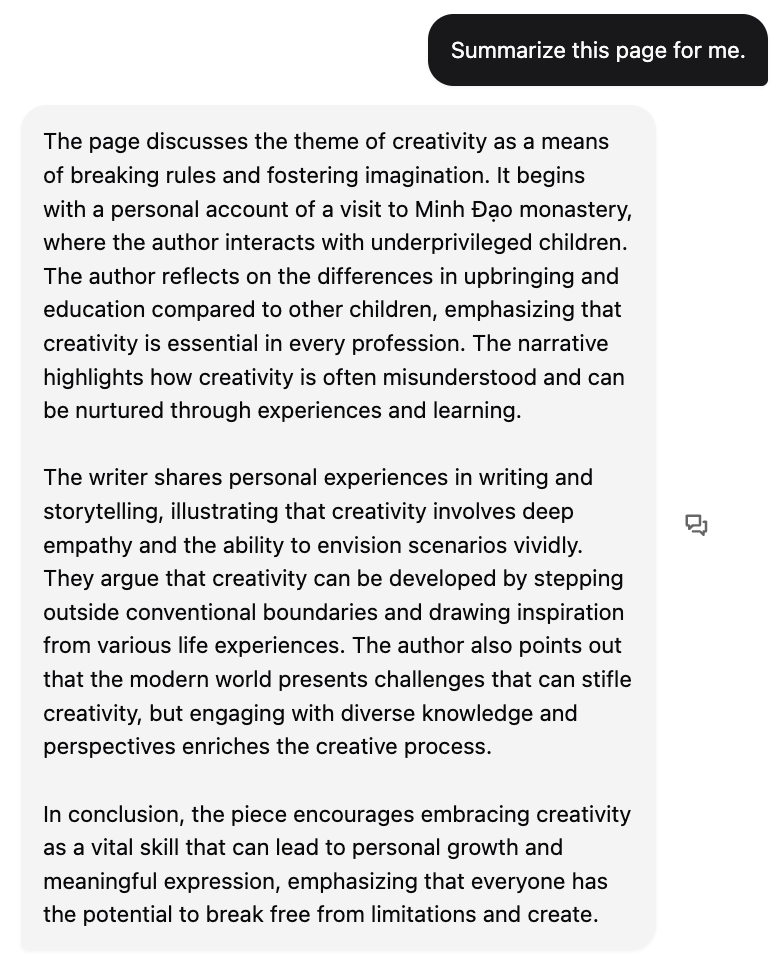 Summarize this page for me.
The page discusses the theme of creativity as a means
of breaking rules and fostering imagination. It begins
with a personal account of a visit to Minh Đạo monastery,
where the author interacts with underprivileged children.
The author reflects on the differences in upbringing and
education compared to other children, emphasizing that
creativity is essential in every profession. The narrative
highlights how creativity is often misunderstood and can
be nurtured through experiences and learning.
The writer shares personal experiences in writing and
storytelling, illustrating that creativity involves deep
empathy and the ability to envision scenarios vividly.
They argue that creativity can be developed by stepping
outside conventional boundaries and drawing inspiration
from various life experiences. The author also points out
that the modern world presents challenges that can stifle
creativity, but engaging with diverse knowledge and
perspectives enriches the creative process.
In conclusion, the piece encourages embracing creativity
as a vital skill that can lead to personal growth and
meaningful expression, emphasizing that everyone has
the potential to break free from limitations and create.